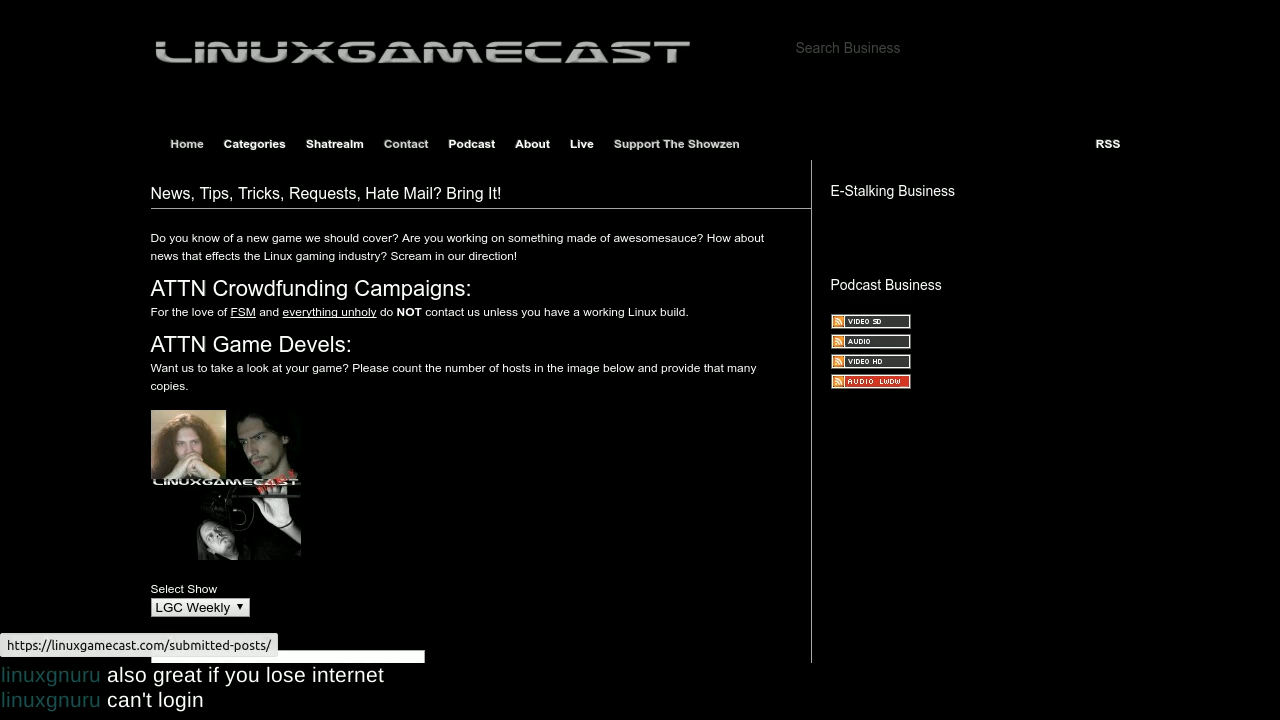 LINUXGAMECAST
Search Business
Home Categories Shatrealm Contact Podcast About Live Support The Showzen RSS
News, Tips, Tricks, Requests, Hate Mail? Bring It!
Do you know of a new game we should cover? Are you working on something made of awesomesauce? How about
news that effects the Linux gaming industry? Scream in our direction!
ATTN Crowdfunding Campaigns:
For the love of FSM and everything unholy do NOT contact us unless you have a working Linux build.
ATTN Game Devels:
Want us to take a look at your game? Please count the number of hosts in the image below and provide that many
copies.
LINUXGAMECAST
Select Show
LGC Weekly
E-Stalking Business
Podcast Business
VIDEO SD
AUDIO
VIDEO HD
AUDIO LWDW
https://linuxgamecast.com/submitted-posts/
linuxgnuru also great if you lose internet
linuxgnuru can't login